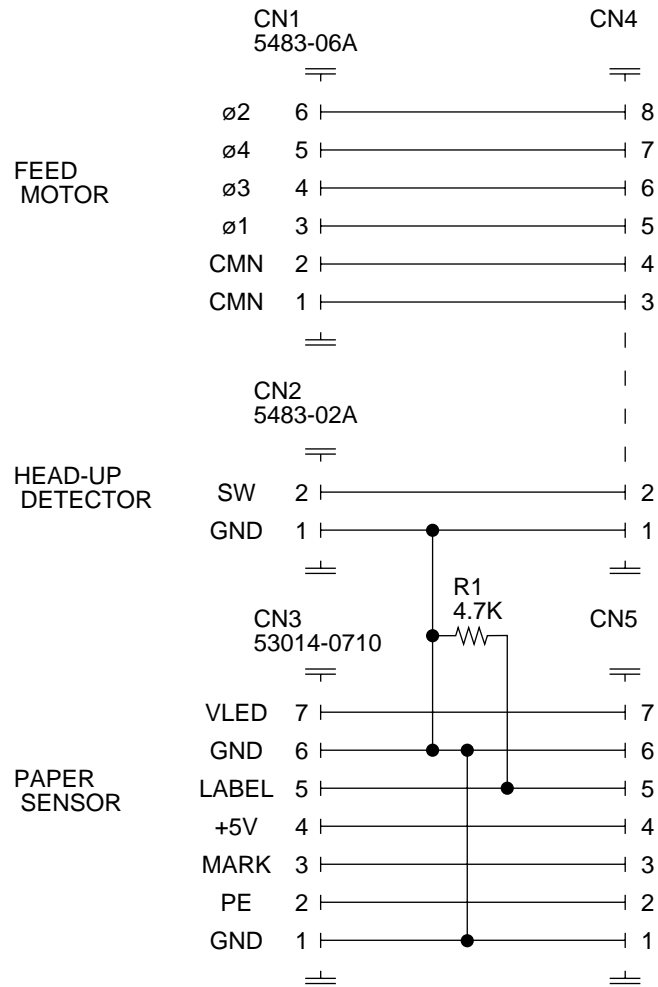 CN1
5483-06A
CN4
FEED
MOTOR
ø2 6 8
ø4 5 7
ø3 4 6
ø1 3 5
CMN 2 4
CMN 1 3
CN2
5483-02A
HEAD-UP
DETECTOR
SW 2 2
GND 1 1
R1
4.7K
CN3
53014-0710
CN5
PAPER
SENSOR
VLED 7 7
GND 6 6
LABEL 5 5
+5V 4 4
MARK 3 3
PE 2 2
GND 1 1